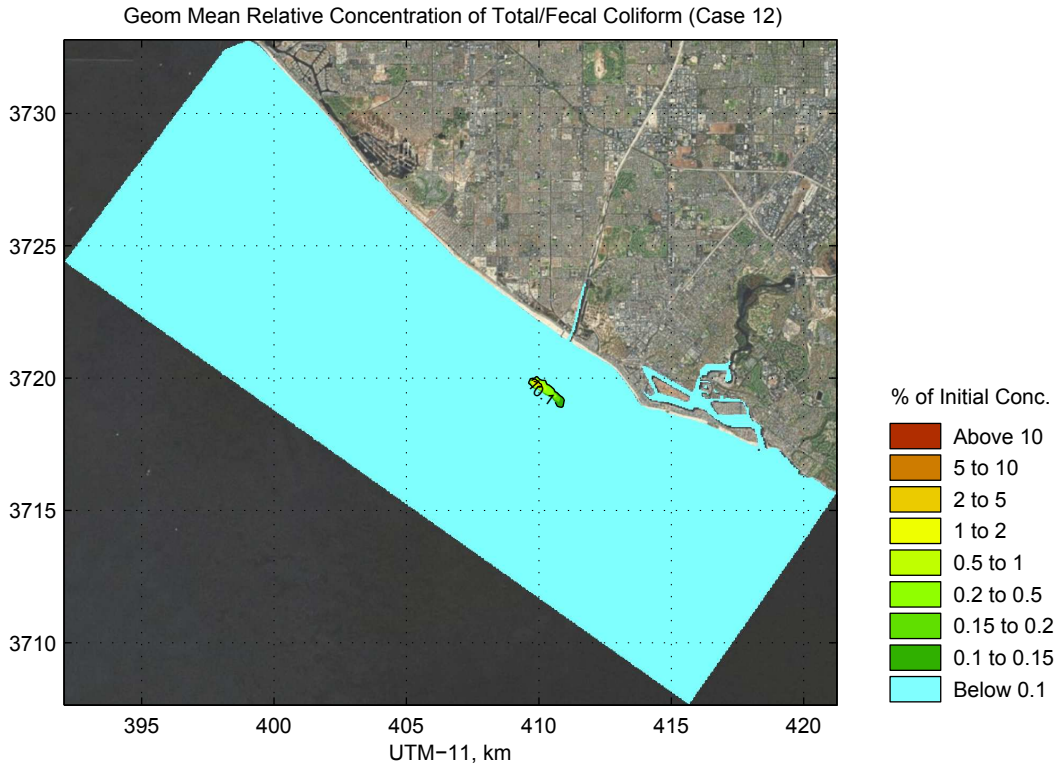 Geom Mean Relative Concentration of Total/Fecal Coliform (Case 12)
3730
3725
3720
3715
3710
395 400 405 410 415 420
UTM−11, km
% of Initial Conc.
Above 10
5 to 10
2 to 5
1 to 2
0.5 to 1
0.2 to 0.5
0.15 to 0.2
0.1 to 0.15
Below 0.1